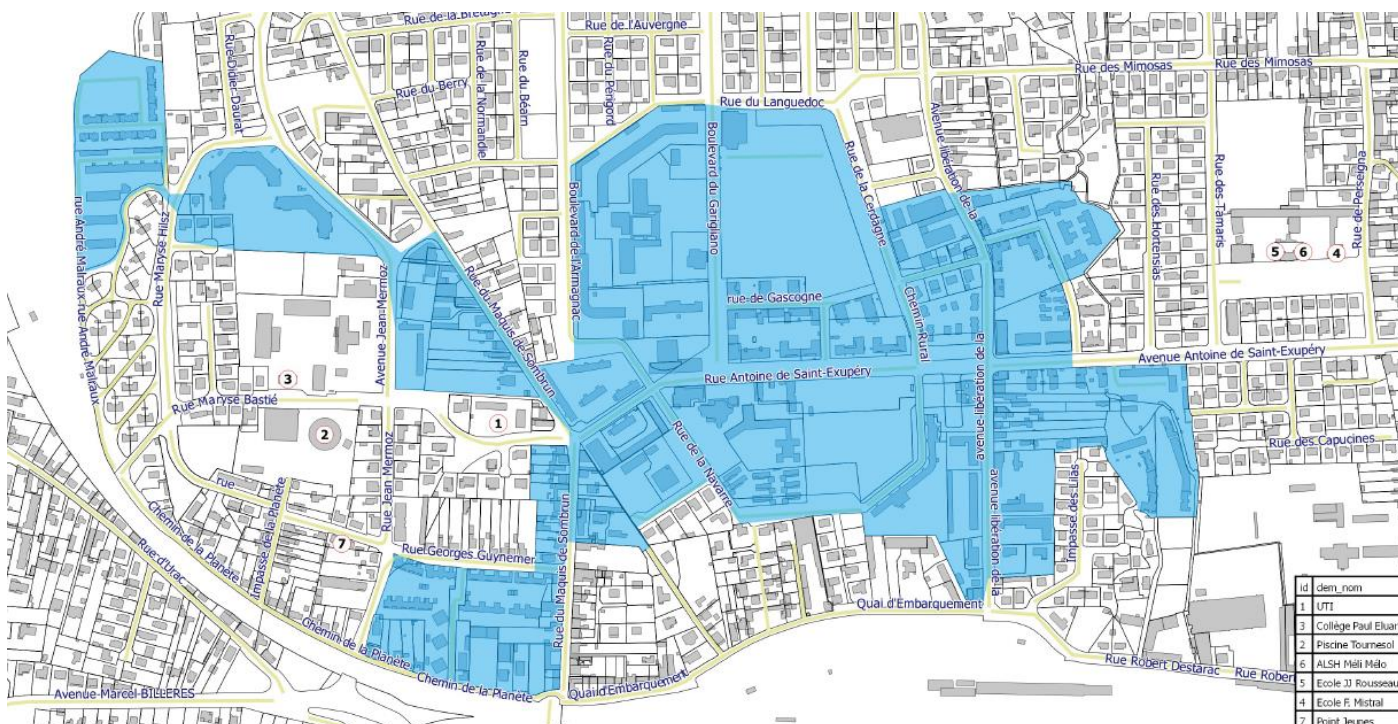 Rue de la Bretagne
Rue de l'Auvergne
Rue Didier Daurat
Rue du Berry
Rue de la Normandie
Rue du Béarn
Rue du Périgord
Rue du Languedoc
Rue des Mimosas
Rue des Mimosas
Avenue libération de la
Boulevard du Garigliano
Rue de la Cerdagne
Rue des Hortensias
Rue des Tamaris
Rue de Perseigna
5
6
4
rue André Malraux
rue André Malraux
Rue Maryse Hilsz
Avenue Jean Mermoz
Rue du Maquis de Sombrun
Boulevard de l'Armagnac
rue de Gascogne
Chemin Rural
avenue libération de la
Avenue Antoine de Saint-Exupéry
Rue Antoine de Saint-Exupéry
3
Rue Maryse Bastié
1
2
Rue de la Navarre
Rue des Capucines
rue
Impasse de la Planète
Rue Jean Mermoz
7
Rue Georges Guynemer
Rue du Maquis de Sombrun
avenue libération de la
Impasse des Lilas
Chemin de la Planète
Rue d'Urac
Chemin de la Planète
Chemin de la Planète
Quai d'Embarquement
Quai d'Embarquement
Avenue Marcel BILLERES
Rue Robert Destarac
Rue Rober
id dem_nom
1 UTI
3 Collège Paul Eluar
2 Piscine Tournesol
6 ALSH Méli Mélo
5 Ecole JJ Rousseau
4 Ecole F. Mistral
7 Point Jeunes